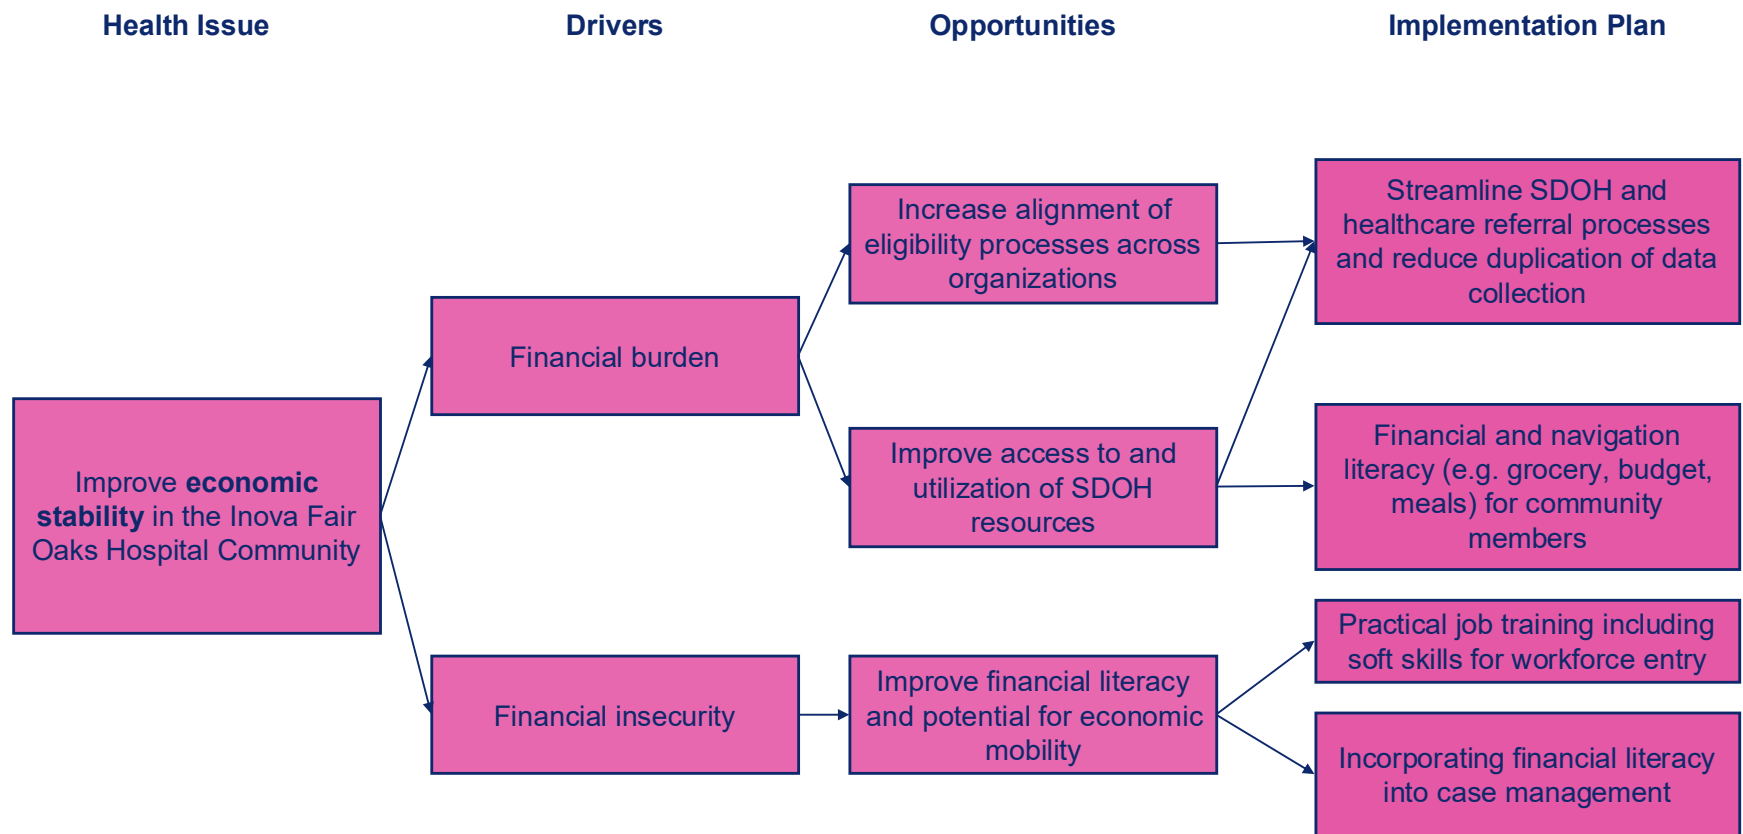 Health Issue
Drivers
Opportunities
Implementation Plan
Improve economic
stability in the Inova Fair
Oaks Hospital Community
Financial burden
Financial insecurity
Increase alignment of
eligibility processes across
organizations
Improve access to and
utilization of SDOH
resources
Improve financial literacy
and potential for economic
mobility
Streamline SDOH and
healthcare referral processes
and reduce duplication of data
collection
Financial and navigation
literacy (e.g. grocery, budget,
meals) for community
members
Practical job training including
soft skills for workforce entry
Incorporating financial literacy
into case management